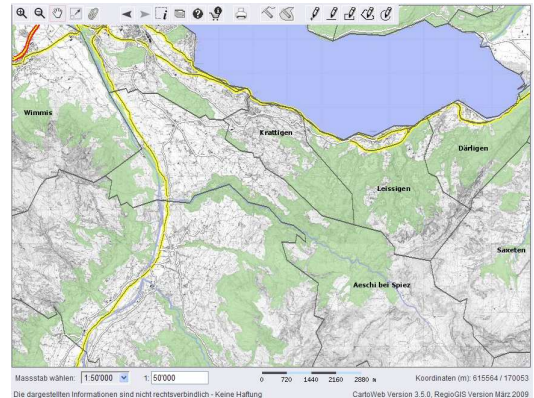 Wimmis
Krattigen
Därligen
Leissigen
Saxeten
Aeschi bei Spiez
Massstab wählen: 1:50'000 1: 50'000
0 720 1440 2160 2880 m
Koordinaten (m): 615564 / 170053
Die dargestellten Informationen sind nicht rechtsverbindlich - Keine Haftung
CartoWeb Version 3.5.0, RegioGIS Version März.2009